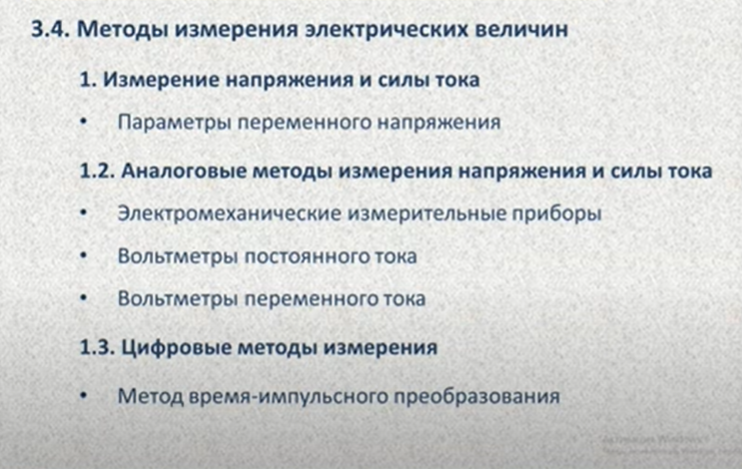 3.4. Методы измерения электрических величин
1. Измерение напряжения и силы тока
• Параметры переменного напряжения
1.2. Аналоговые методы измерения напряжения и силы тока
• Электромеханические измерительные приборы
• Вольтметры постоянного тока
• Вольтметры переменного тока
1.3. Цифровые методы измерения
• Метод время-импульсного преобразования
Активация Windows